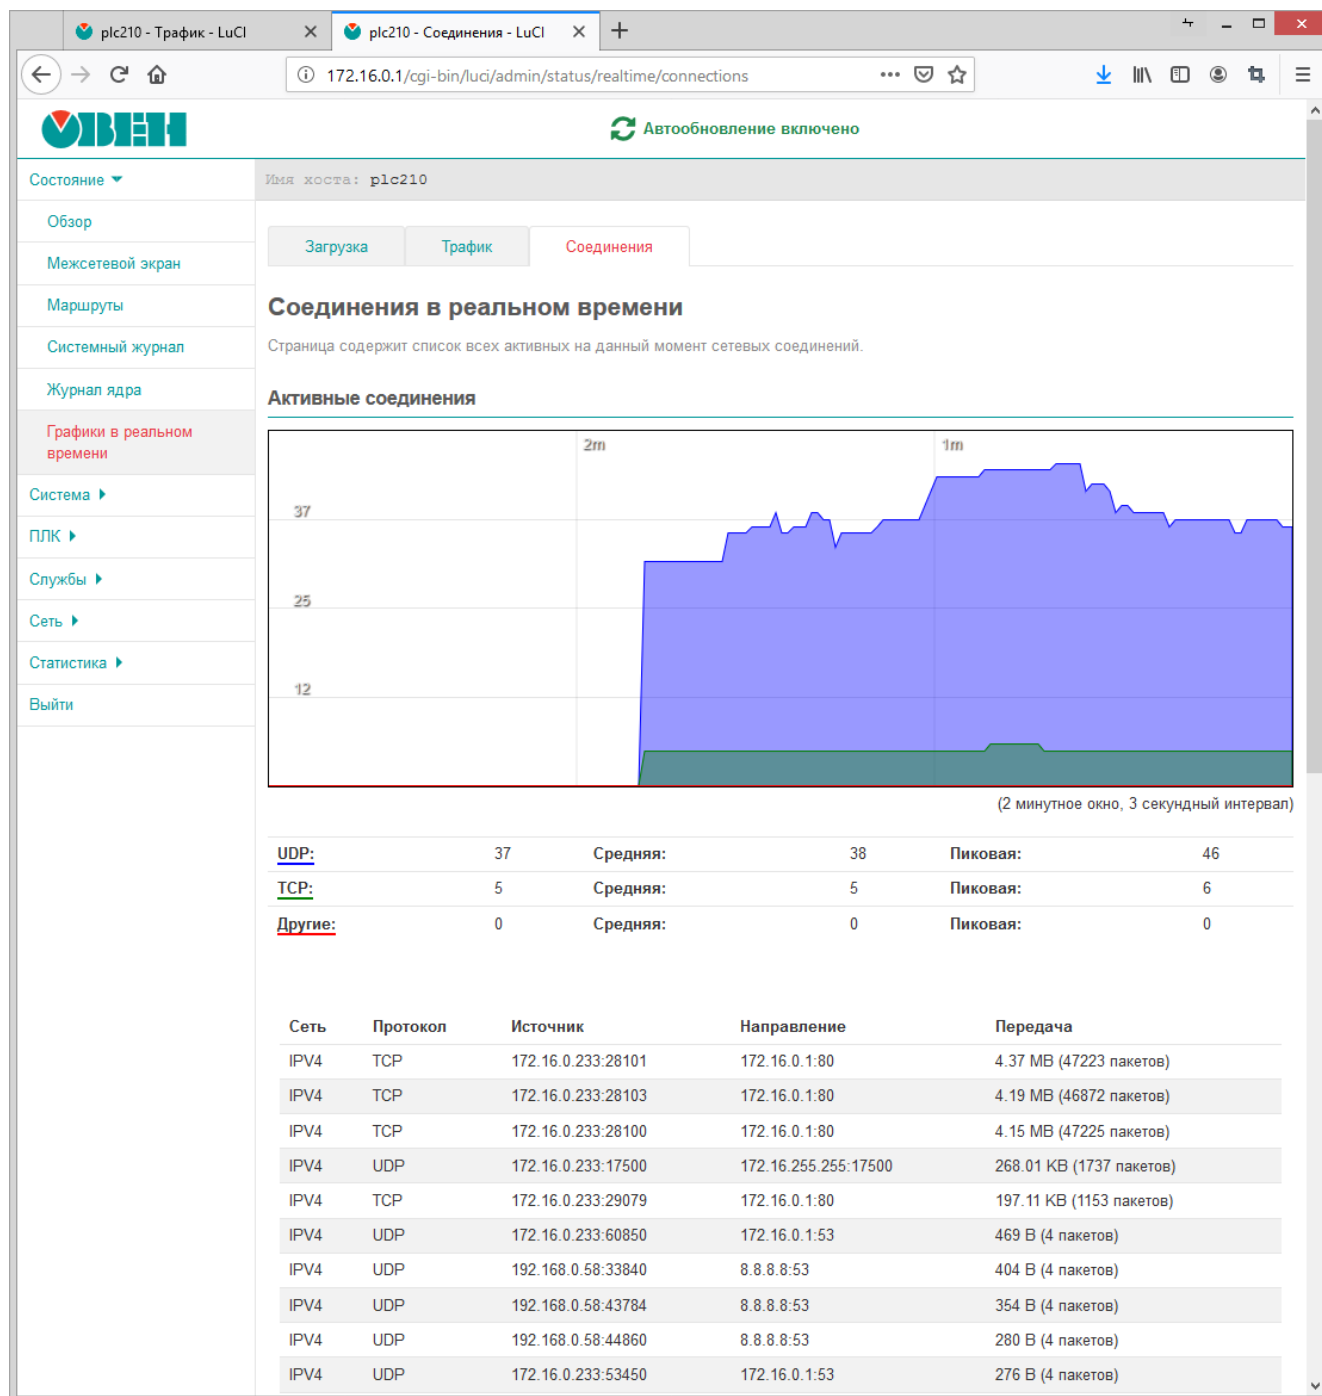 plc210 - Трафик - LuCI
plc210 - Соединения - LuCI
172.16.0.1/cgi-bin/luci/admin/status/realtime/connections
ОВЕН
Автообновление включено
Состояние
Имя хоста: plc210
Обзор
Межсетевой экран
Маршруты
Системный журнал
Журнал ядра
Графики в реальном
времени
Система
ПЛК
Службы
Сеть
Статистика
Выйти
Загрузка Трафик Соединения
Соединения в реальном времени
Страница содержит список всех активных на данный момент сетевых соединений.
Активные соединения
2m 1m
37
25
12
(2 минутное окно, 3 секундный интервал)
UDP: 37 Средняя: 38 Пиковая: 46
TCP: 5 Средняя: 5 Пиковая: 6
Другие: 0 Средняя: 0 Пиковая: 0
Сеть Протокол Источник Направление Передача
IPV4 TCP 172.16.0.233:28101 172.16.0.1:80 4.37 MB (47223 пакетов)
IPV4 TCP 172.16.0.233:28103 172.16.0.1:80 4.19 MB (46872 пакетов)
IPV4 TCP 172.16.0.233:28100 172.16.0.1:80 4.15 MB (47225 пакетов)
IPV4 UDP 172.16.0.233:17500 172.16.255.255:17500 268.01 KB (1737 пакетов)
IPV4 TCP 172.16.0.233:29079 172.16.0.1:80 197.11 KB (1153 пакетов)
IPV4 UDP 172.16.0.233:60850 172.16.0.1:53 469 B (4 пакетов)
IPV4 UDP 192.168.0.58:33840 8.8.8.8:53 404 B (4 пакетов)
IPV4 UDP 192.168.0.58:43784 8.8.8.8:53 354 B (4 пакетов)
IPV4 UDP 192.168.0.58:44860 8.8.8.8:53 280 B (4 пакетов)
IPV4 UDP 172.16.0.233:53450 172.16.0.1:53 276 B (4 пакетов)